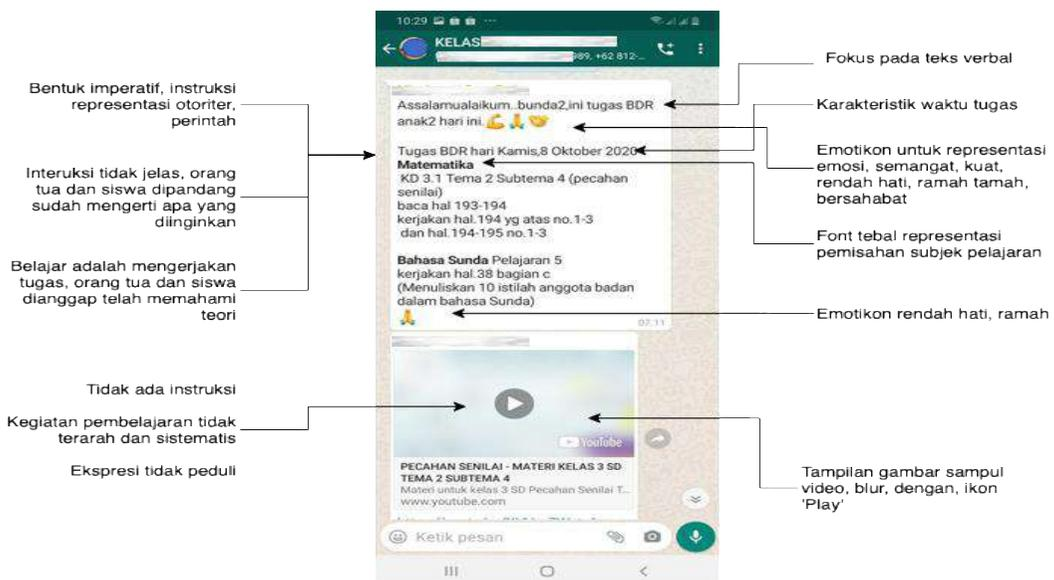 Bentuk imperatif, instruksi
representasi otoriter,
perintah
Interuksi tidak jelas, orang
tua dan siswa dipandang
sudah mengerti apa yang
diinginkan
Belajar adalah mengerjakan
tugas, orang tua dan siswa
dianggap telah memahami
teori
Tidak ada instruksi
Kegiatan pembelajaran tidak
terarah dan sistematis
Ekspresi tidak peduli
10:29
KELAS
989, +62 812-...
Assalamualaikum..bunda2,ini tugas BDR
anak2 hari ini.💪🙏🤝
Tugas BDR hari Kamis,8 Oktober 2020
Matematika
KD 3.1 Tema 2 Subtema 4 (pecahan
senilai)
baca hal 193-194
kerjakan hal.194 yg atas no.1-3
dan hal.194-195 no.1-3
Bahasa Sunda Pelajaran 5
kerjakan hal.38 bagian c
(Menuliskan 10 istilah anggota badan
dalam bahasa Sunda)
🙏
07.11
YouTube
PECAHAN SENILAI - MATERI KELAS 3 SD
TEMA 2 SUBTEMA 4
Materi untuk kelas 3 SD Pecahan Senilai T...
www.youtube.com
Ketik pesan
Fokus pada teks verbal
Karakteristik waktu tugas
Emotikon untuk representasi
emosi, semangat, kuat,
rendah hati, ramah tamah,
bersahabat
Font tebal representasi
pemisahan subjek pelajaran
Emotikon rendah hati, ramah
Tampilan gambar sampul
video, blur, dengan, ikon
'Play'